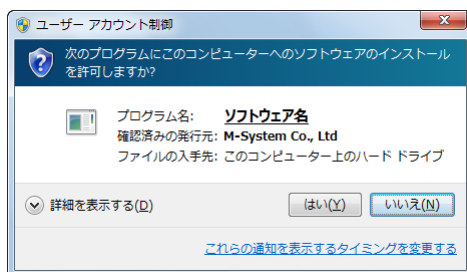 ユーザー アカウント制御
次のプログラムにこのコンピューターへのソフトウェアのインストール
を許可しますか?
プログラム名: ソフトウェア名
確認済みの発行元: M-System Co., Ltd
ファイルの入手先: このコンピューター上のハード ドライブ
詳細を表示する(D) はい(Y) いいえ(N)
これらの通知を表示するタイミングを変更する